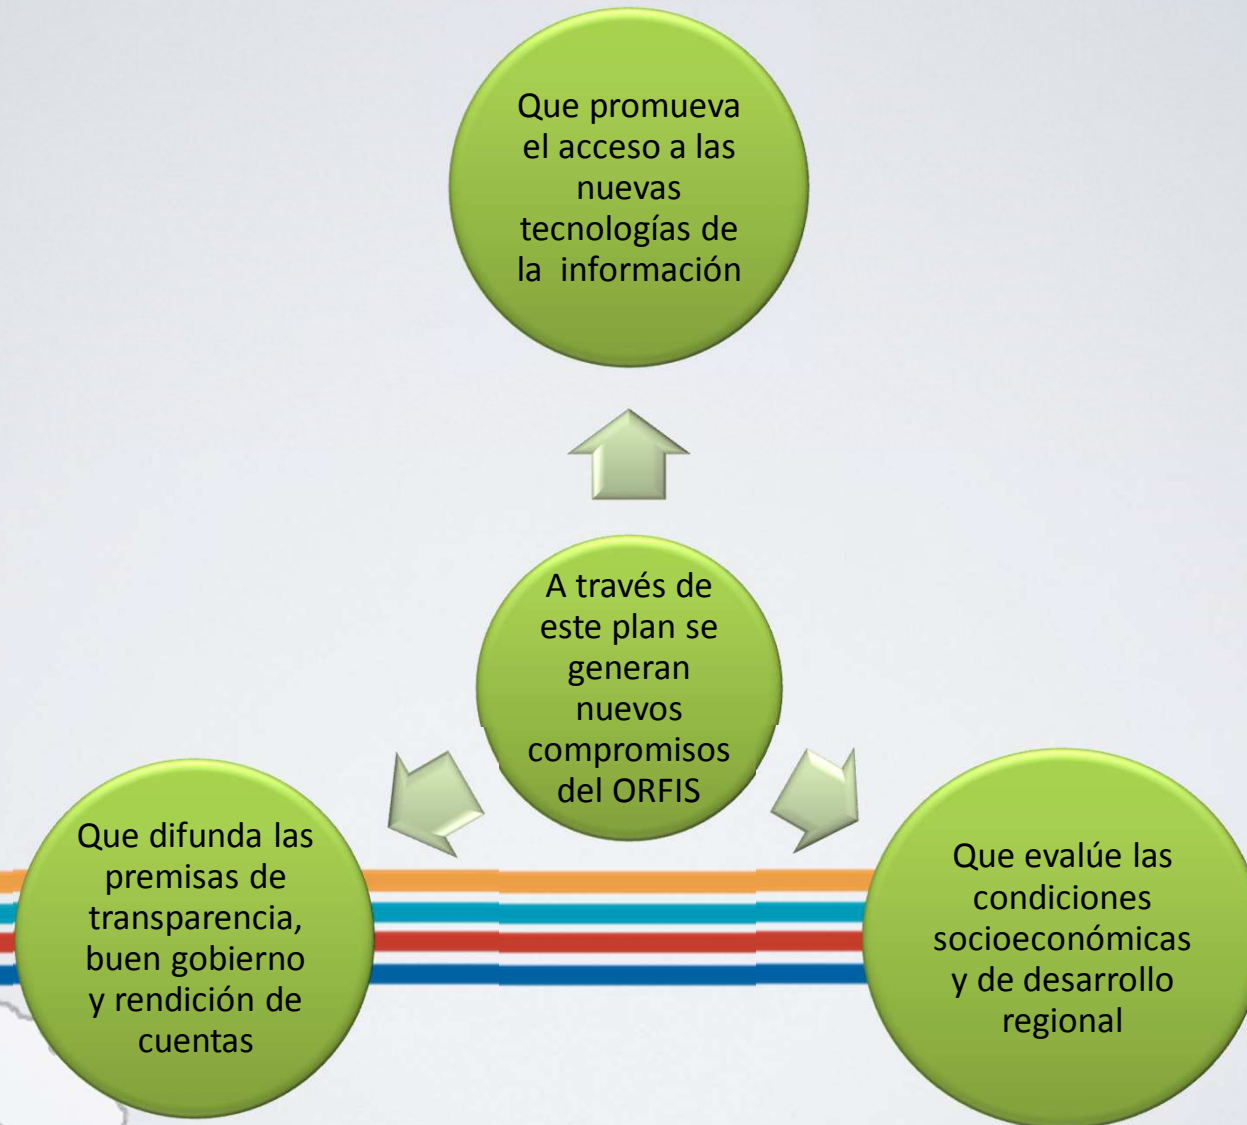 Que promueva
el acceso a las
nuevas
tecnologías de
la información
A través de
este plan se
generan
nuevos
compromisos
del ORFIS
Que difunda las
premisas de
transparencia,
buen gobierno
y rendición de
cuentas
Que evalúe las
condiciones
socioeconómicas
y de desarrollo
regional